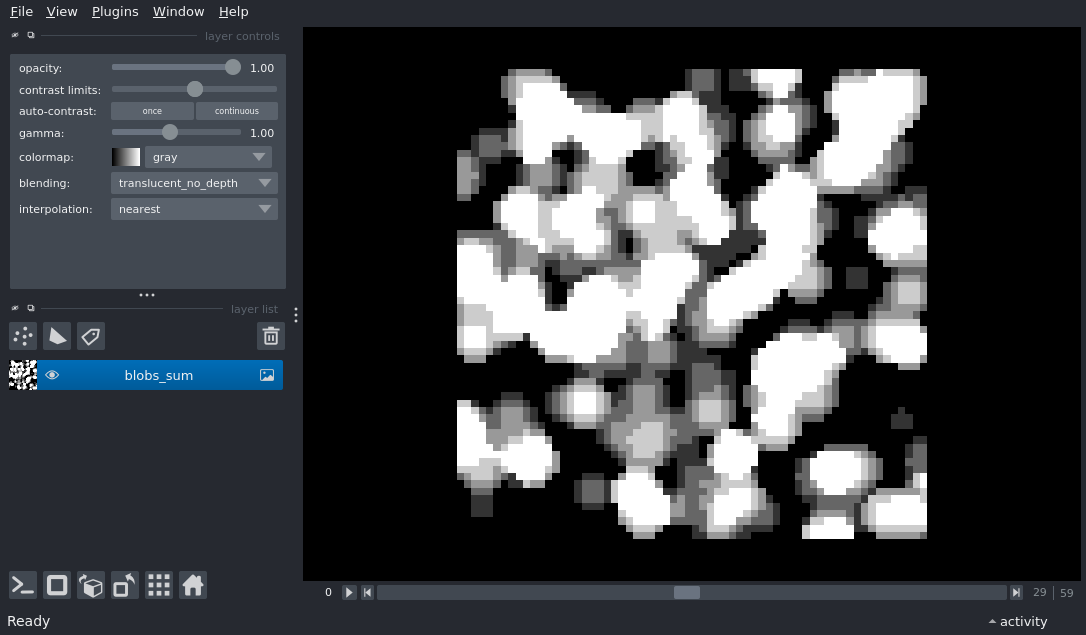 File View Plugins Window Help
layer controls
opacity: 1.00
contrast limits:
auto-contrast: once continuous
gamma: 1.00
colormap: gray
blending: translucent_no_depth
interpolation: nearest
layer list
blobs_sum
0 29 59
Ready activity